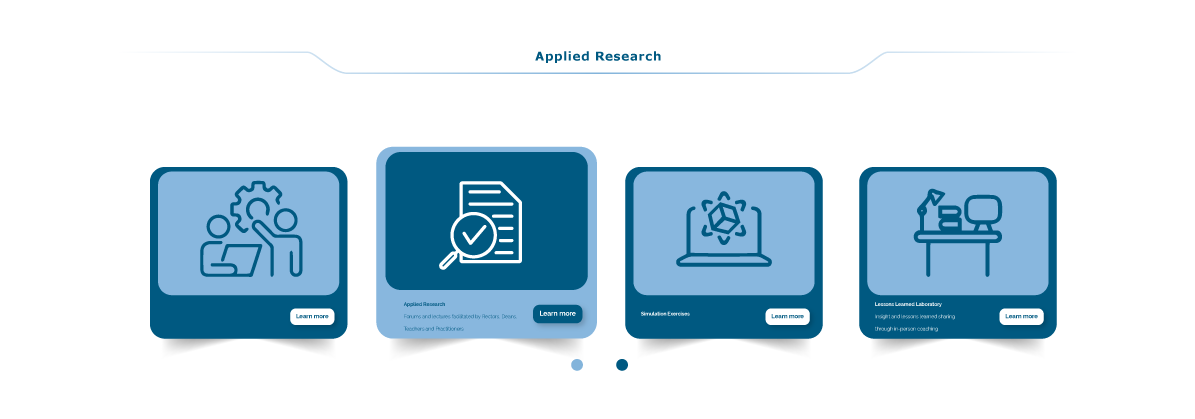 Applied Research
Learn more
Applied Research
Forums and lectures facilitated by Rectors, Deans,
Teachers and Practitioners
Learn more
Simulation Exercises
Learn more
Lessons Learned Laboratory
Insight and lessons learned sharing
through in-person coaching
Learn more